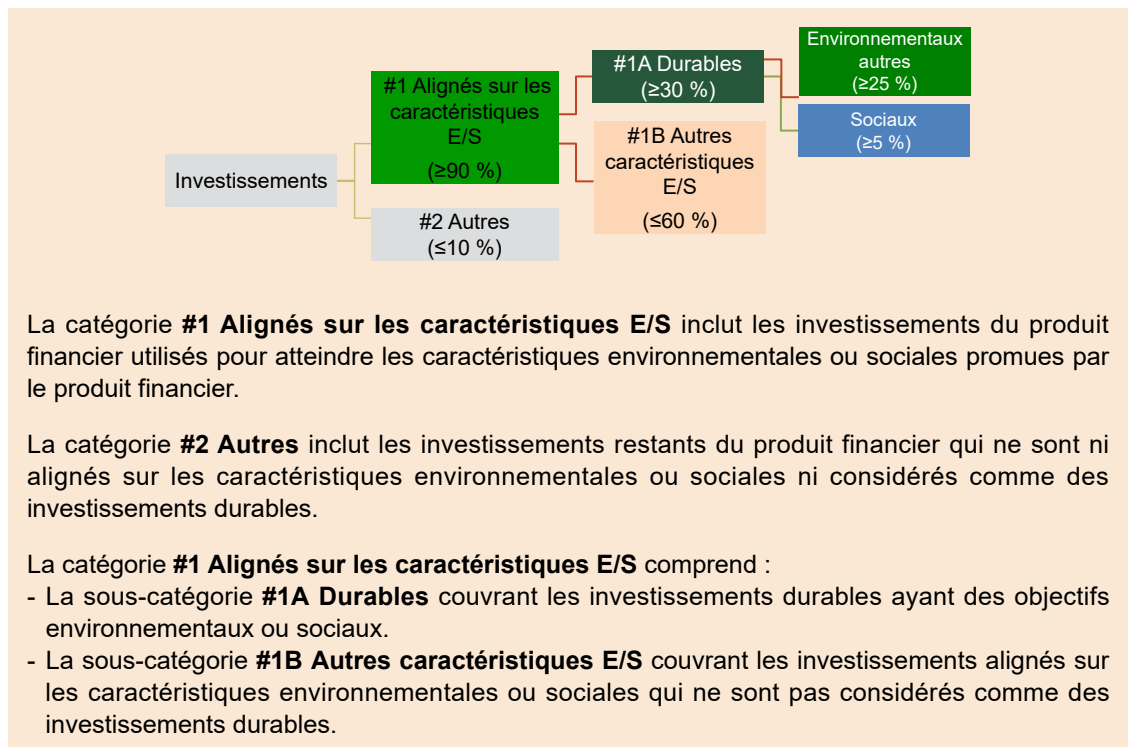 Investissements
#1 Alignés sur les
caractéristiques
E/S
(≥90 %)
#2 Autres
(≤10 %)
#1A Durables
(≥30 %)
#1B Autres
caractéristiques
E/S
(≤60 %)
Environnementaux
autres
(≥25 %)
Sociaux
(≥5 %)
La catégorie #1 Alignés sur les caractéristiques E/S inclut les investissements du produit
financier utilisés pour atteindre les caractéristiques environnementales ou sociales promues par
le produit financier.
La catégorie #2 Autres inclut les investissements restants du produit financier qui ne sont ni
alignés sur les caractéristiques environnementales ou sociales ni considérés comme des
investissements durables.
La catégorie #1 Alignés sur les caractéristiques E/S comprend :
- La sous-catégorie #1A Durables couvrant les investissements durables ayant des objectifs
environnementaux ou sociaux.
- La sous-catégorie #1B Autres caractéristiques E/S couvrant les investissements alignés sur
les caractéristiques environnementales ou sociales qui ne sont pas considérés comme des
investissements durables.